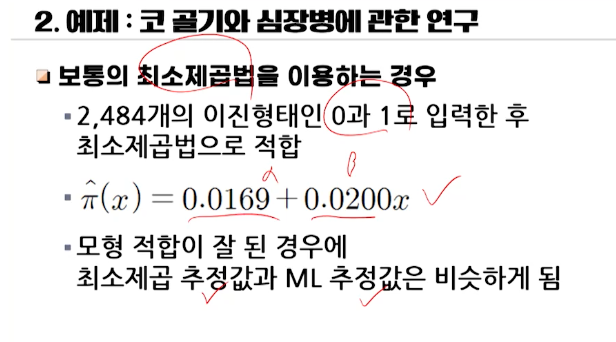 2. 예제 : 코 골기와 심장병에 관한 연구
보통의 최소제곱법을 이용하는 경우
2,484개의 이진형태인 0과 1로 입력한 후
최소제곱법으로 적합
α β
π̂(x) = 0.0169 + 0.0200x
모형 적합이 잘 된 경우에
최소제곱 추정값과 ML 추정값은 비슷하게 됨